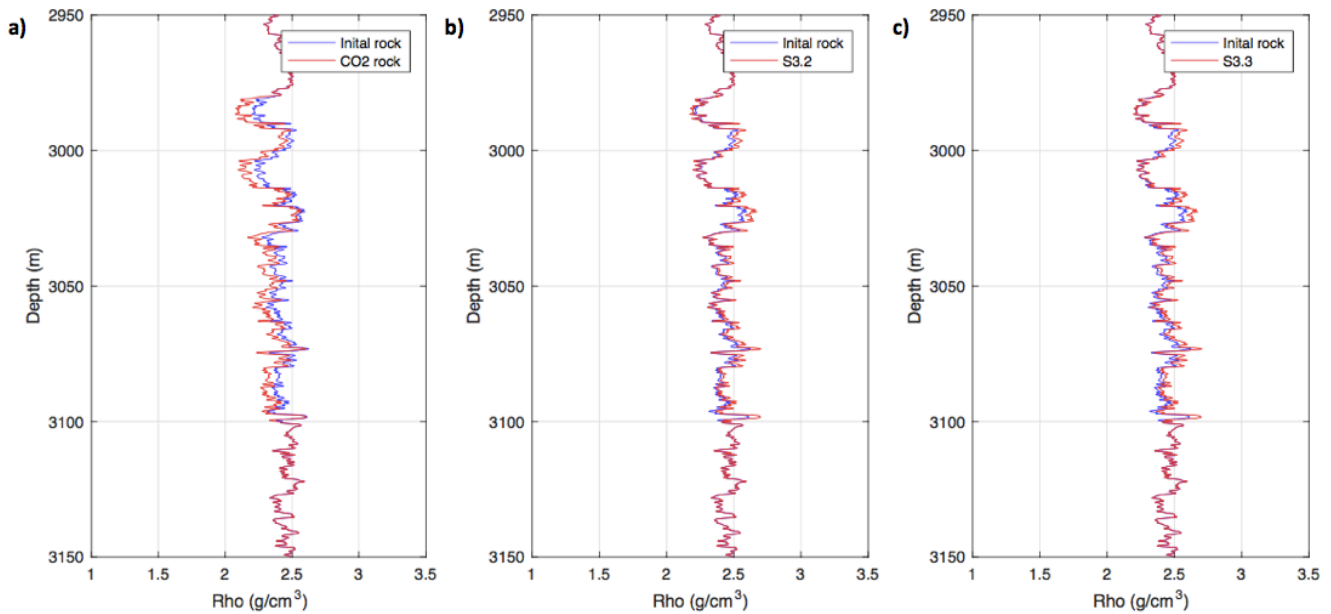 a)
2950
3000
3050
3100
3150
Depth (m)
1
1.5
2
2.5
3
3.5
Rho (g/cm³)
Inital rock
CO2 rock
b)
2950
3000
3050
3100
3150
Depth (m)
1
1.5
2
2.5
3
3.5
Rho (g/cm³)
Inital rock
S3.2
c)
2950
3000
3050
3100
3150
Depth (m)
1
1.5
2
2.5
3
3.5
Rho (g/cm³)
Inital rock
S3.3